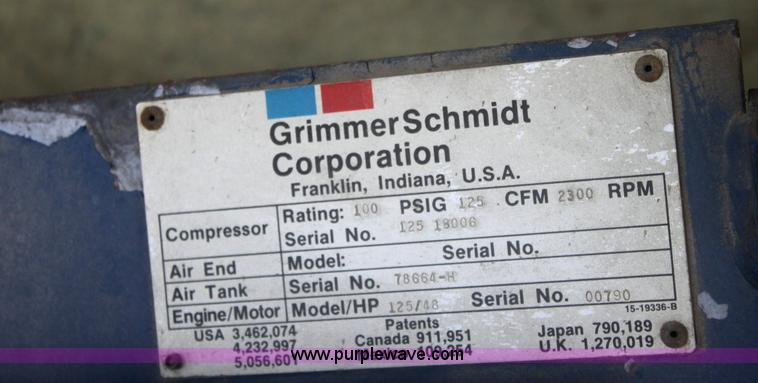 GrimmerSchmidt
Corporation
Franklin, Indiana, U.S.A.
Compressor Rating: 100 PSIG 125 CFM 2300 RPM
Serial No. 125 18006
Air End Model: Serial No.
Air Tank Serial No. 78664-H
Engine/Motor Model/HP 125/48 Serial No. 00790
15-19336-B
Patents
USA 3,462,074 Canada 911,951 Japan 790,189
4,232,997 U.K. 1,270,019
5,056,601
www.purplewave.com